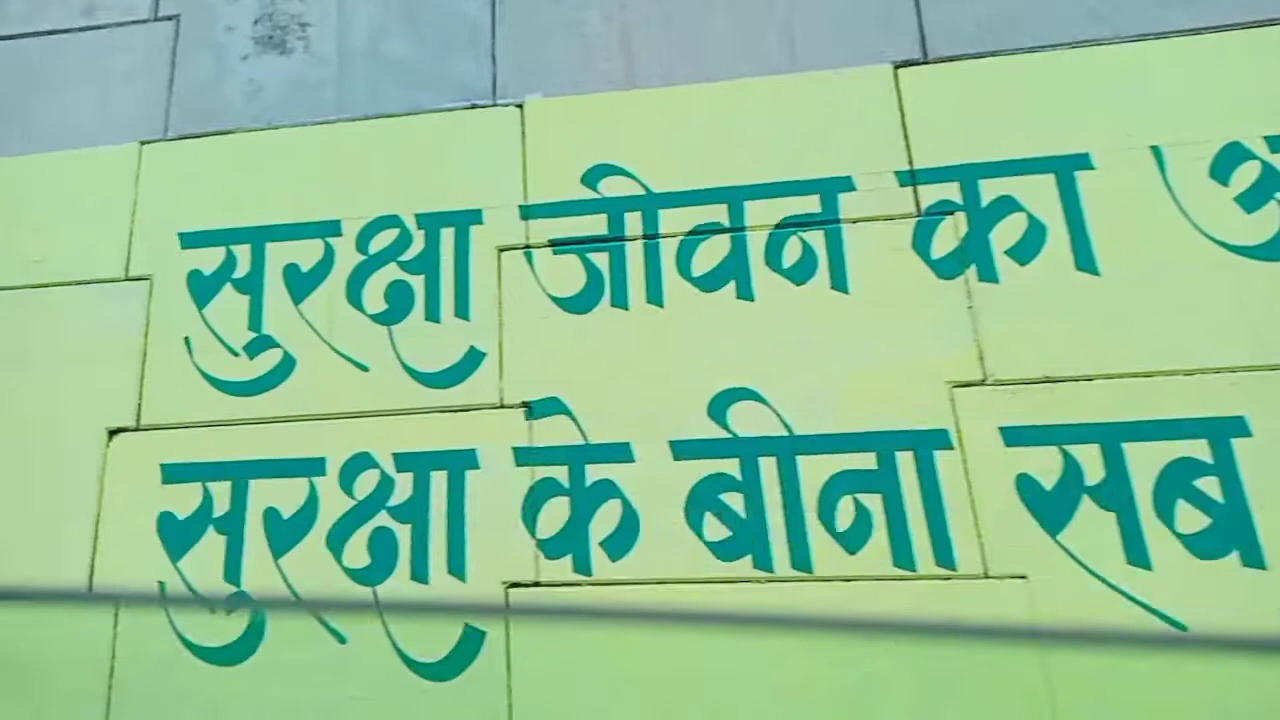 सुरक्षा जीवन का
सुरक्षा के बीना सब